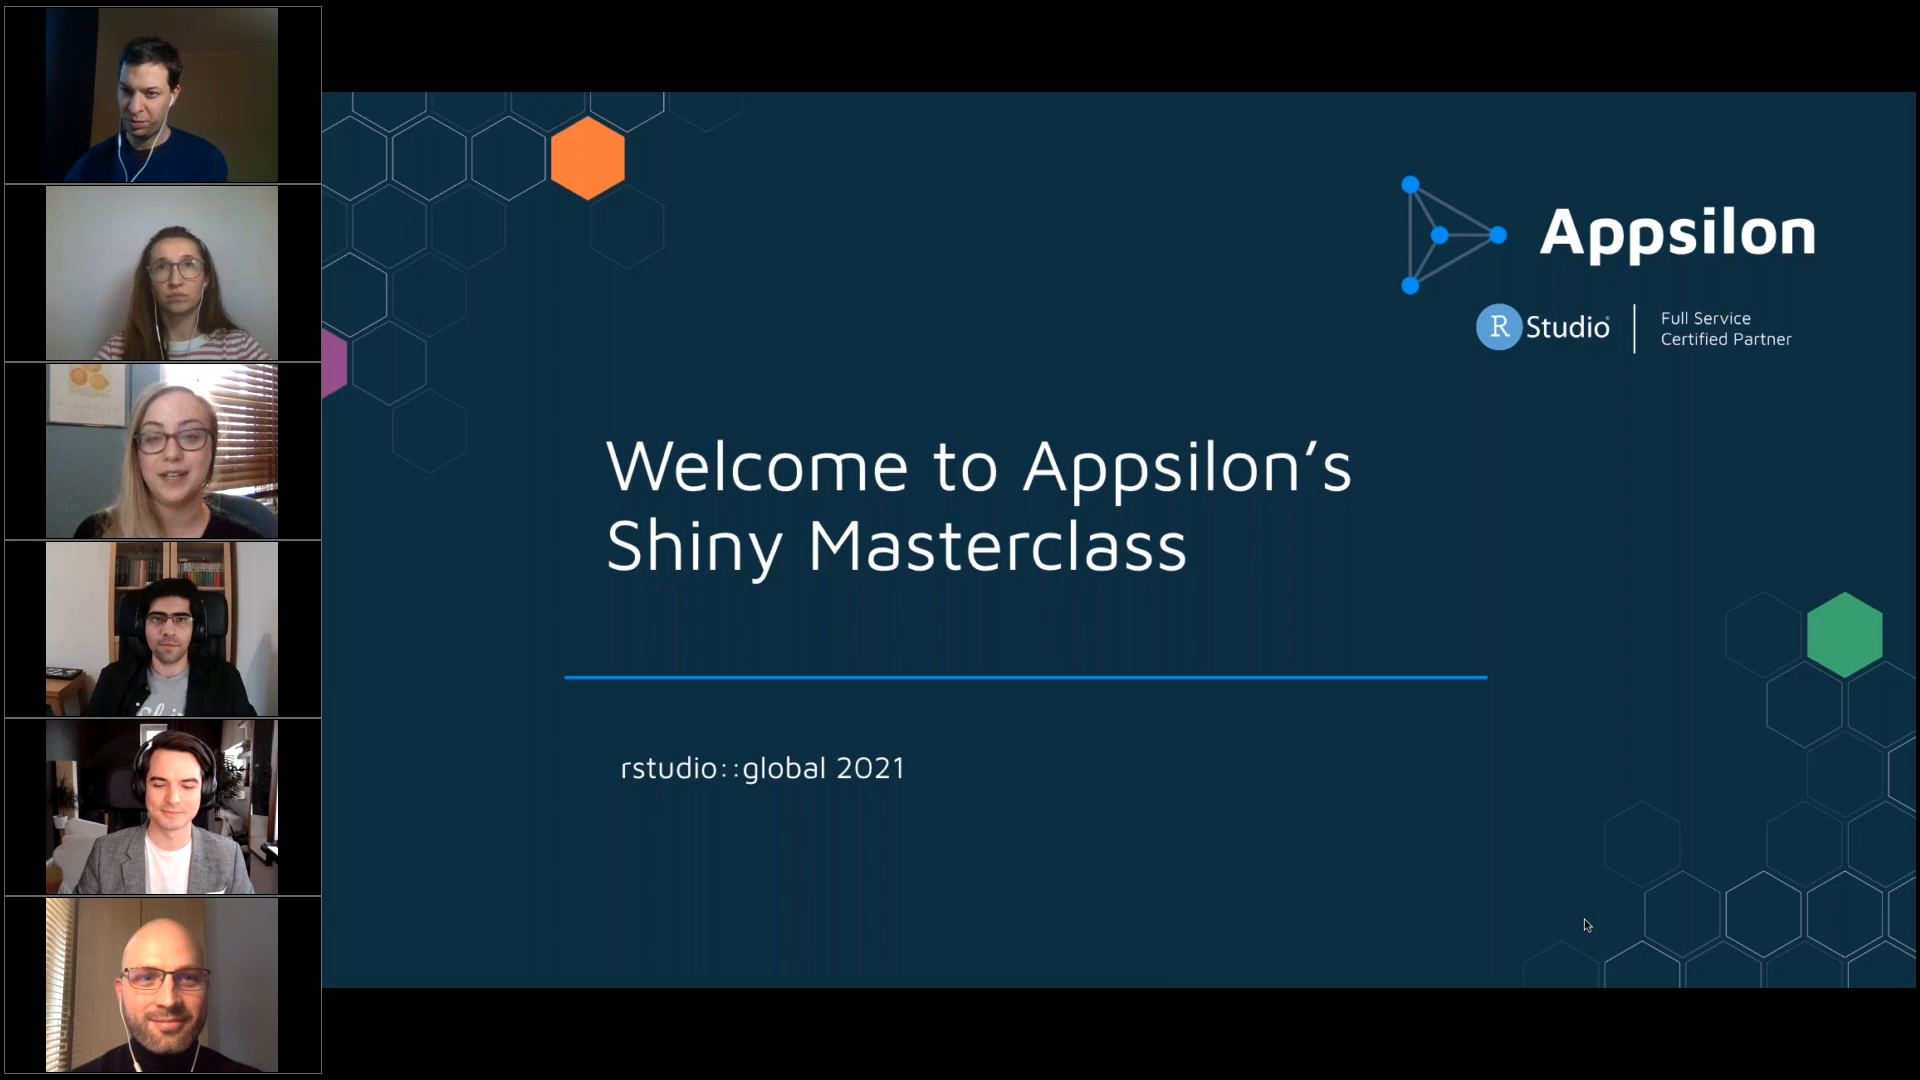 Appsilon
R Studio
Full Service
Certified Partner
Welcome to Appsilon’s
Shiny Masterclass
rstudio::global 2021